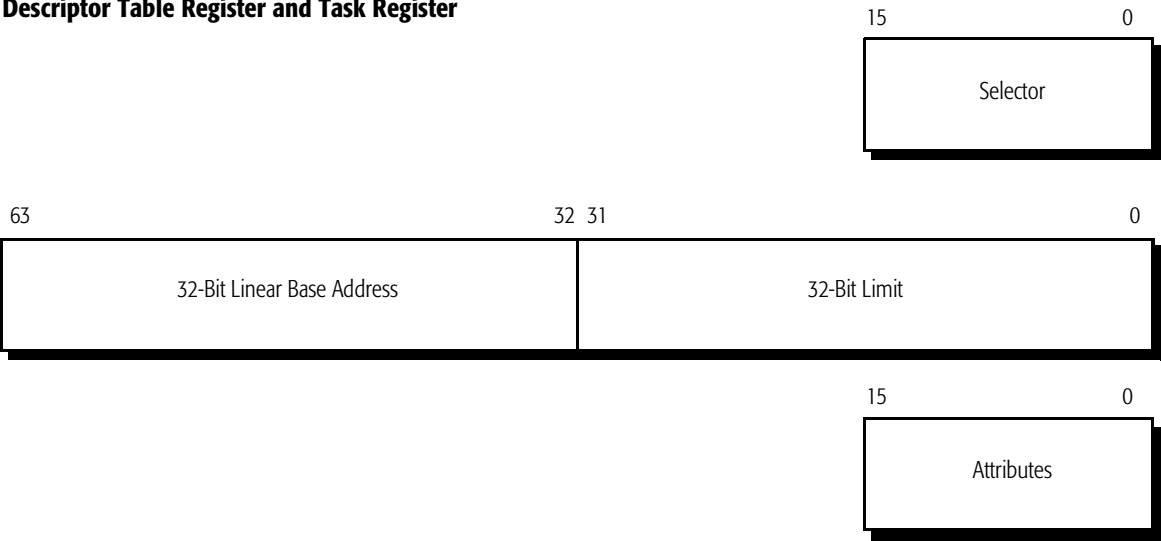 Descriptor Table Register and Task Register
15 0
Selector
63 32 31 0
32-Bit Linear Base Address 32-Bit Limit
15 0
Attributes